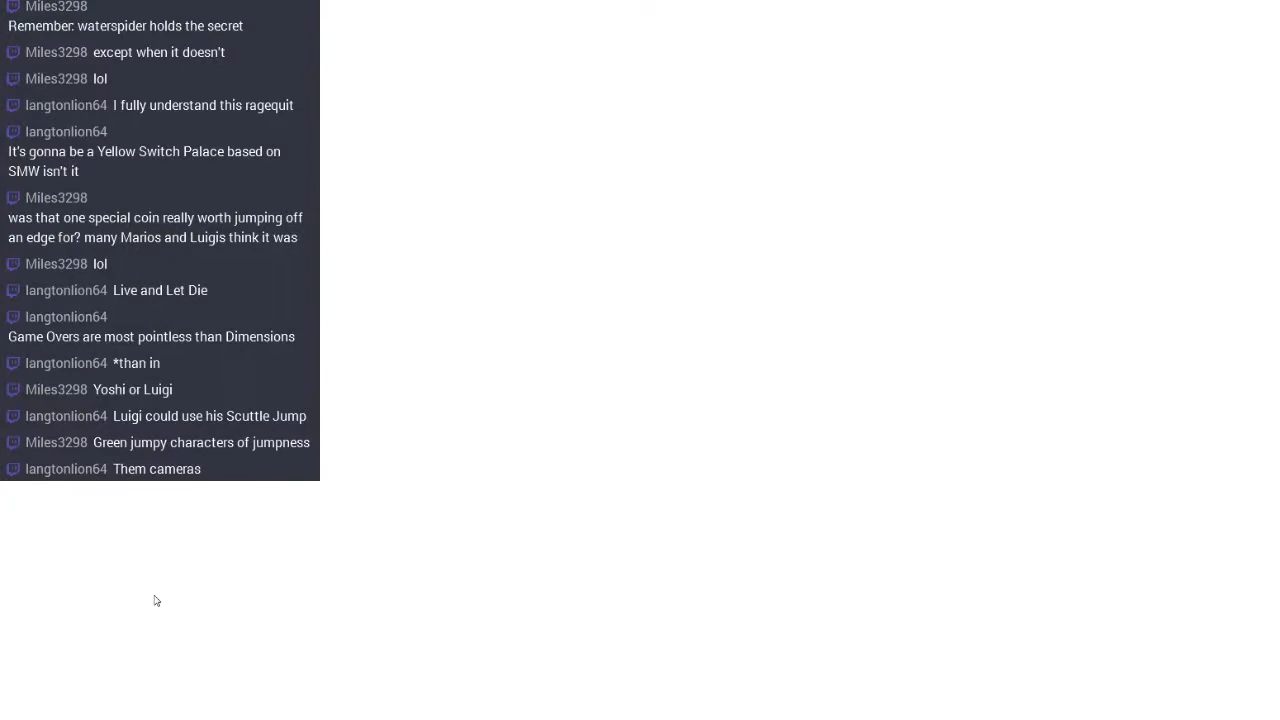 Miles3298
Remember: waterspider holds the secret
Miles3298 except when it doesn't
Miles3298 lol
langtonlion64 I fully understand this ragequit
langtonlion64
It's gonna be a Yellow Switch Palace based on
SMW isn't it
Miles3298
was that one special coin really worth jumping off
an edge for? many Marios and Luigis think it was
Miles3298 lol
langtonlion64 Live and Let Die
langtonlion64
Game Overs are most pointless than Dimensions
langtonlion64 *than in
Miles3298 Yoshi or Luigi
langtonlion64 Luigi could use his Scuttle Jump
Miles3298 Green jumpy characters of jumpness
langtonlion64 Them cameras